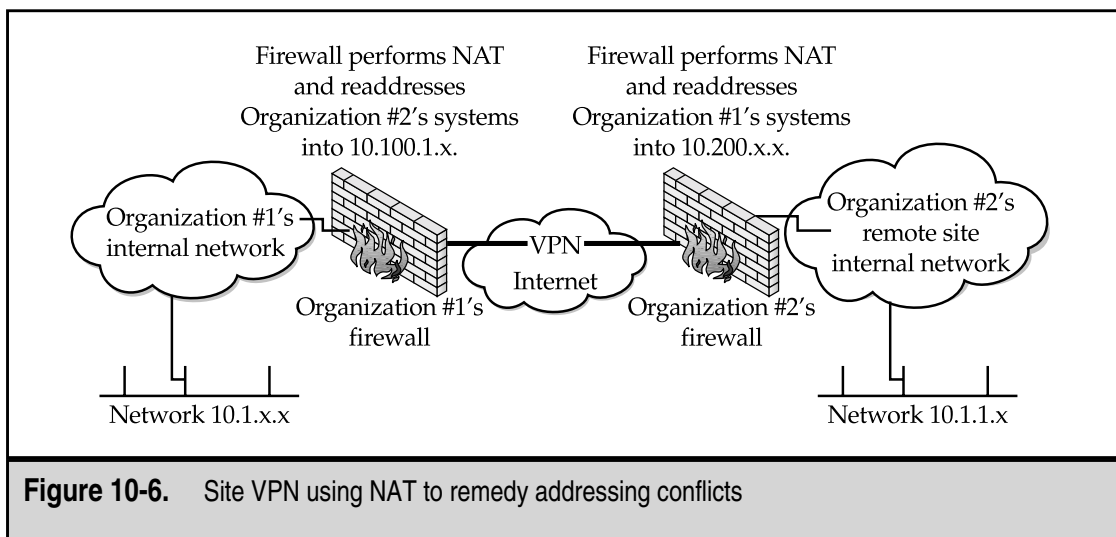 Firewall performs NAT
and readdresses
Organization #2's systems
into 10.100.1.x.
Firewall performs NAT
and readdresses
Organization #1's systems
into 10.200.x.x.
Organization #1's
internal network
VPN
Internet
Organization #2's
remote site
internal network
Organization #1's
firewall
Organization #2's
firewall
Network 10.1.x.x
Network 10.1.1.x
Figure 10-6. Site VPN using NAT to remedy addressing conflicts